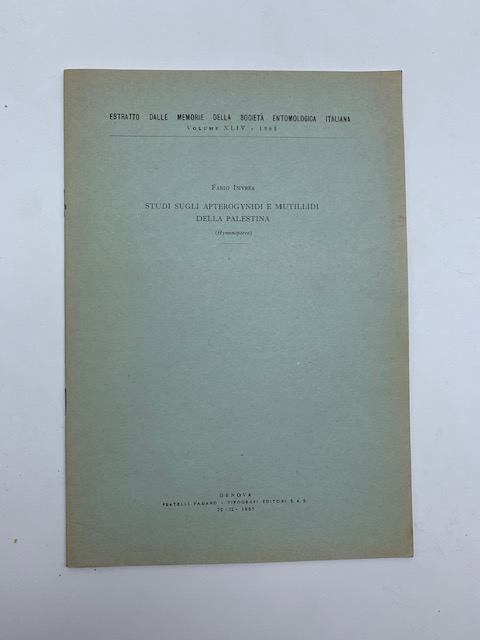 ESTRATTO DALLE MEMORIE DELLA SOCIETÀ ENTOMOLOGICA ITALIANA
VOLUME XLIV - 1965
FABIO INVREA
STUDI SUGLI APTEROGYNIDI E MUTILLIDI
DELLA PALESTINA
(Hymenoptera)
GENOVA
FRATELLI PAGANO - TIPOGRAFI EDITORI S.A.S.
1965